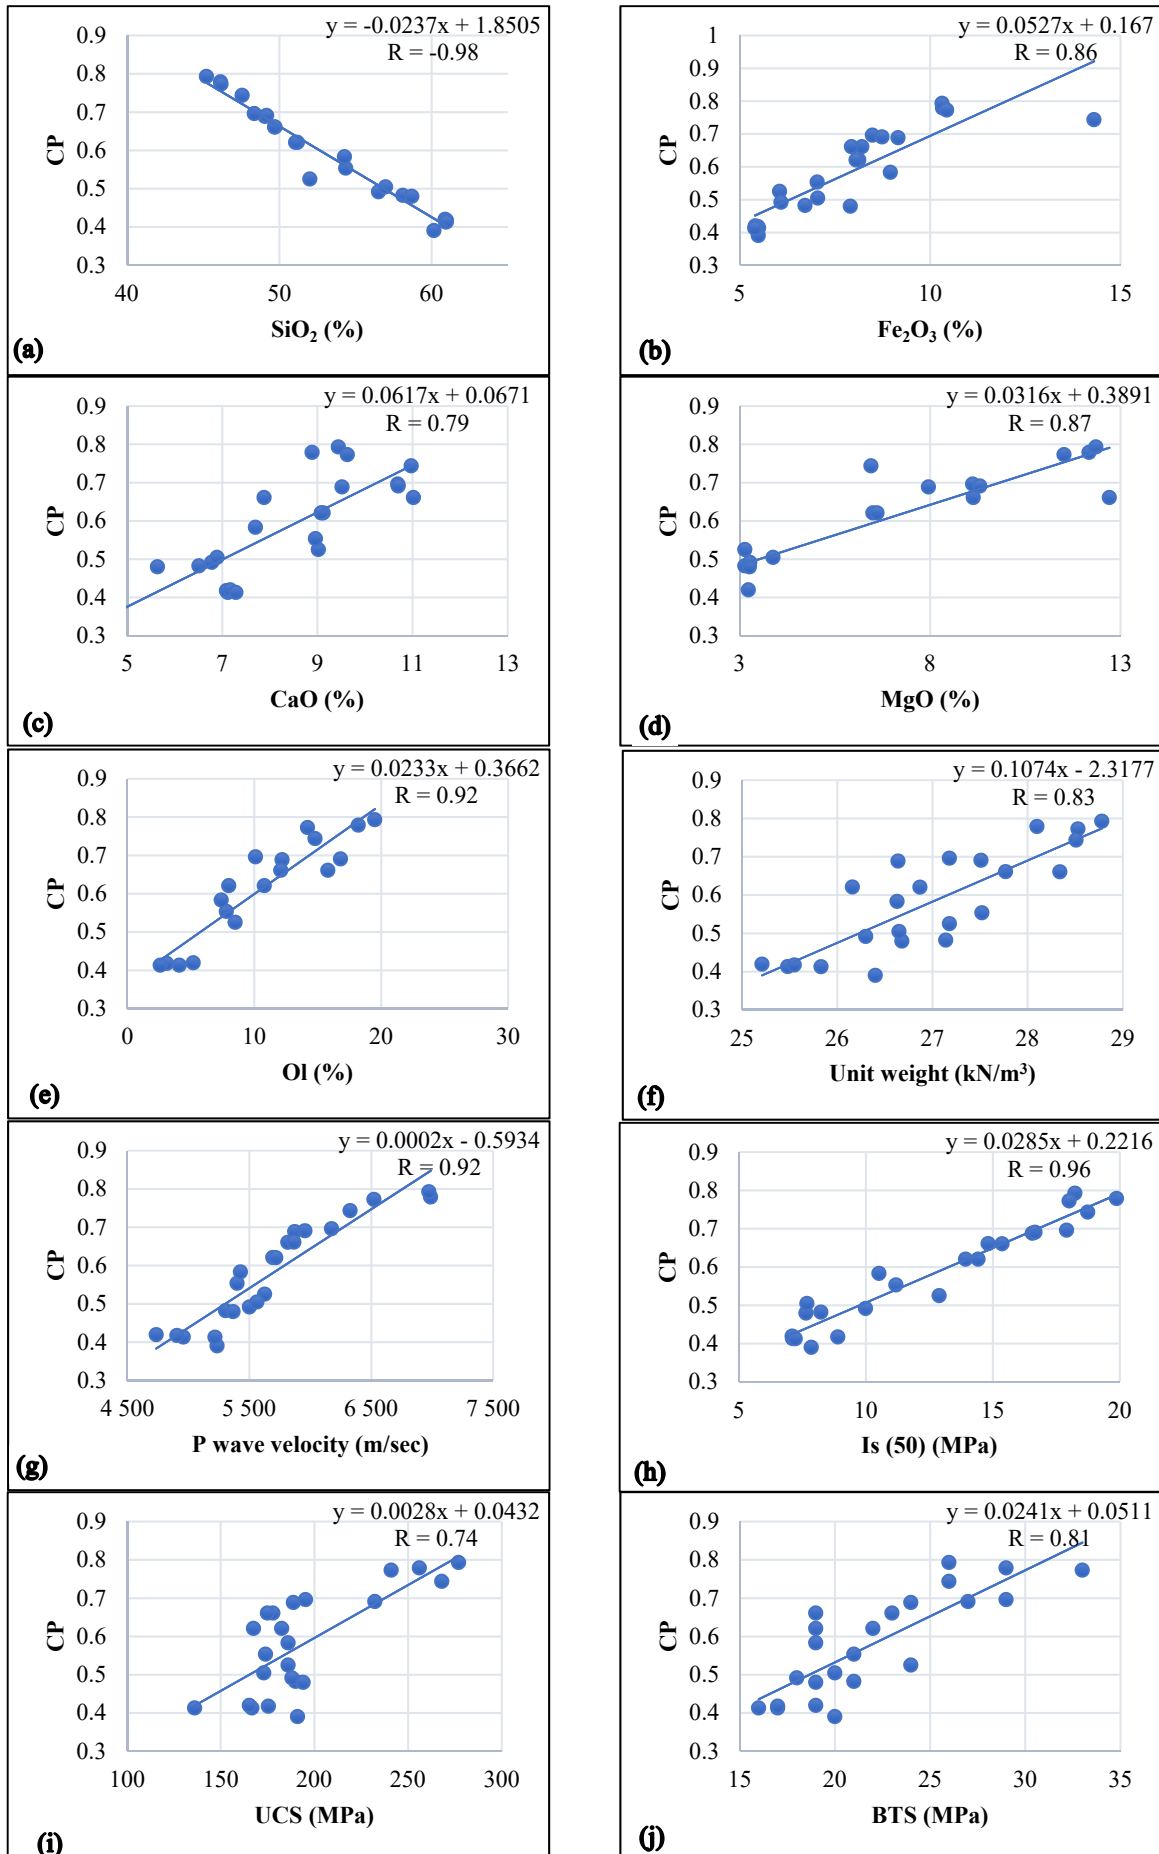 y = -0.0237x + 1.8505
R = -0.98
0.9
0.8
0.7
0.6
0.5
0.4
0.3
CP
40 50 60
SiO₂ (%)
(a)
y = 0.0527x + 0.167
R = 0.86
1
0.9
0.8
0.7
0.6
0.5
0.4
0.3
CP
5 10 15
Fe₂O₃ (%)
(b)
y = 0.0617x + 0.0671
R = 0.79
0.9
0.8
0.7
0.6
0.5
0.4
0.3
CP
5 7 9 11 13
CaO (%)
(c)
y = 0.0316x + 0.3891
R = 0.87
0.9
0.8
0.7
0.6
0.5
0.4
0.3
CP
3 8 13
MgO (%)
(d)
y = 0.0233x + 0.3662
R = 0.92
0.9
0.8
0.7
0.6
0.5
0.4
0.3
CP
0 10 20 30
Ol (%)
(e)
y = 0.1074x - 2.3177
R = 0.83
0.9
0.8
0.7
0.6
0.5
0.4
0.3
CP
25 26 27 28 29
Unit weight (kN/m³)
(f)
y = 0.0002x - 0.5934
R = 0.92
0.9
0.8
0.7
0.6
0.5
0.4
0.3
CP
4 500 5 500 6 500 7 500
P wave velocity (m/sec)
(g)
y = 0.0285x + 0.2216
R = 0.96
0.9
0.8
0.7
0.6
0.5
0.4
0.3
CP
5 10 15 20
Is (50) (MPa)
(h)
y = 0.0028x + 0.0432
R = 0.74
0.9
0.8
0.7
0.6
0.5
0.4
0.3
CP
100 150 200 250 300
UCS (MPa)
(i)
y = 0.0241x + 0.0511
R = 0.81
0.9
0.8
0.7
0.6
0.5
0.4
0.3
CP
15 20 25 30 35
BTS (MPa)
(j)